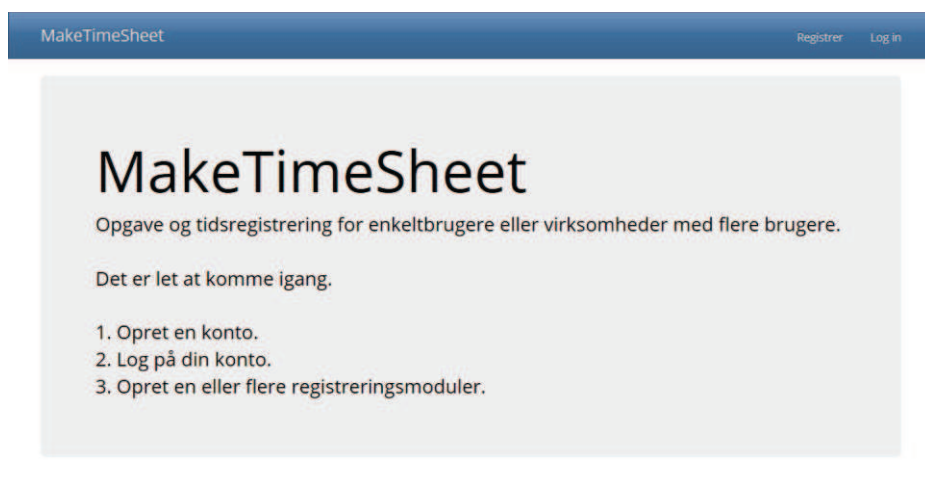 MakeTimeSheet
Registrer
Log in
MakeTimeSheet
Opgave og tidsregistrering for enkeltbrugere eller virksomheder med flere brugere.
Det er let at komme igang.
1. Opret en konto.
2. Log på din konto.
3. Opret en eller flere registreringsmoduler.